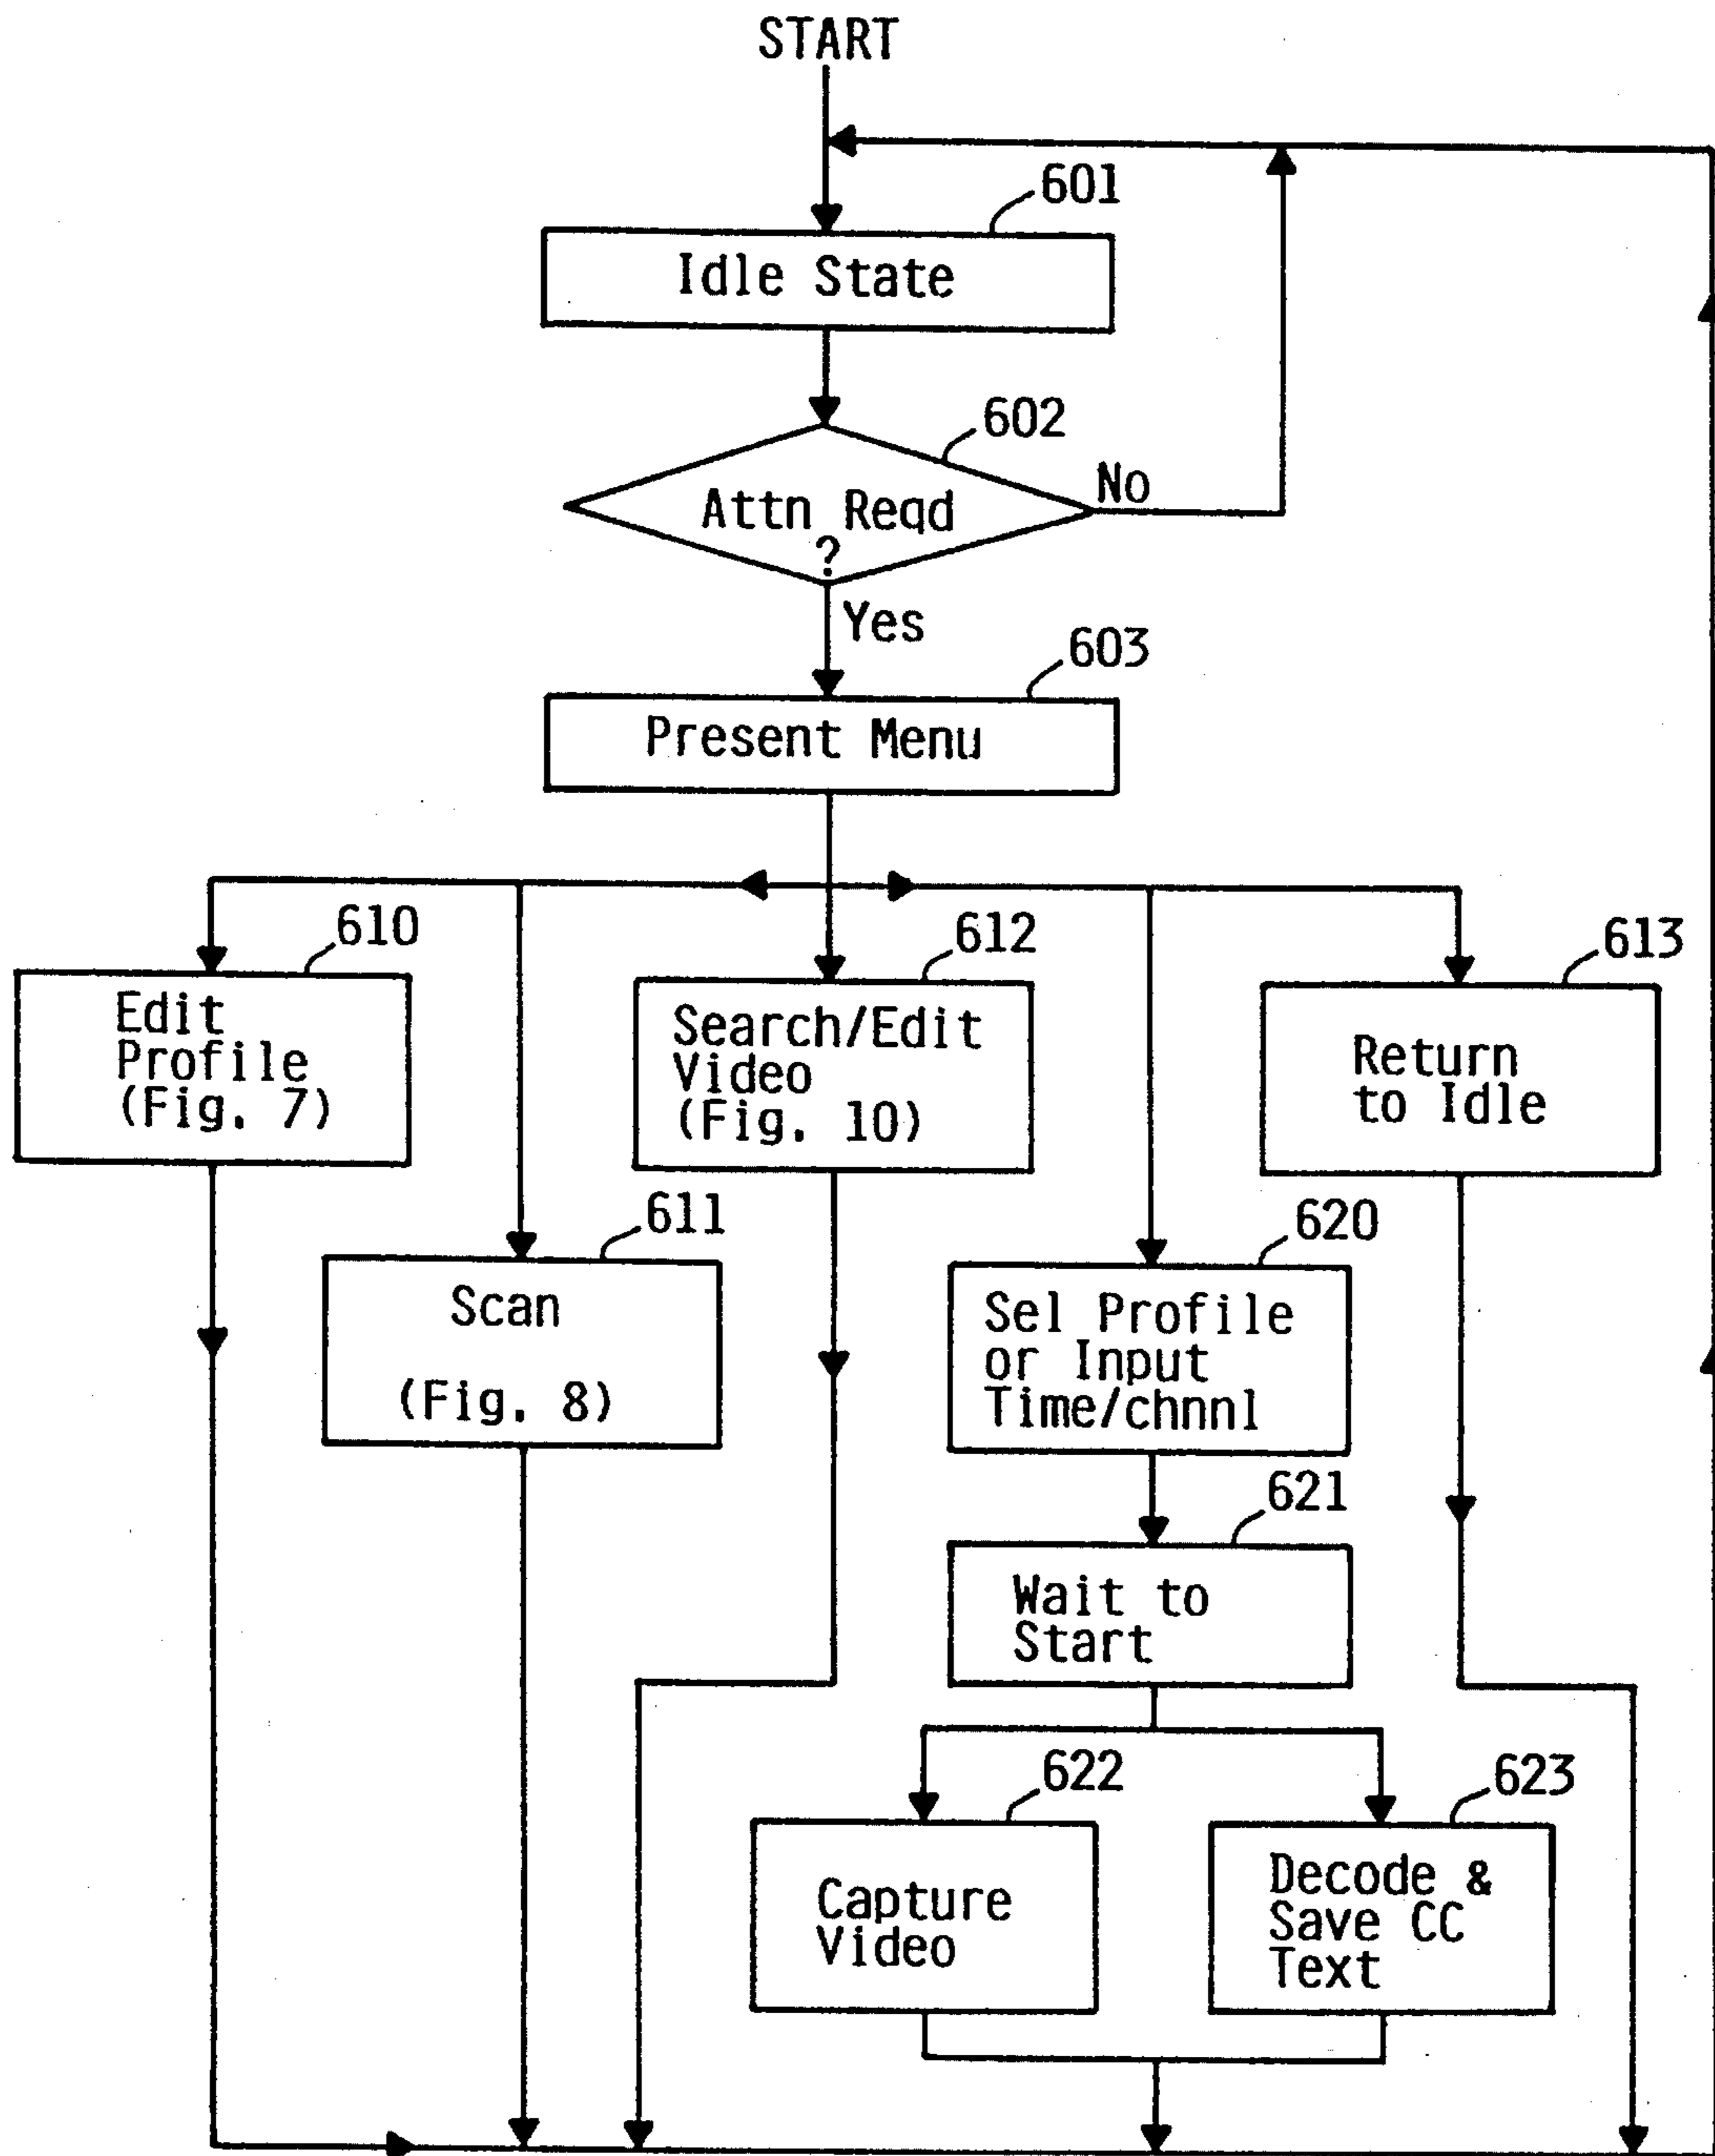 START
601
Idle State
602
Attn Reqd
?
No
Yes
603
Present Menu
610
Edit
Profile
(Fig. 7)
612
Search/Edit
Video
(Fig. 10)
613
Return
to Idle
611
Scan
(Fig. 8)
620
Sel Profile
or Input
Time/chnnl
621
Wait to
Start
622
Capture
Video
623
Decode &
Save CC
Text